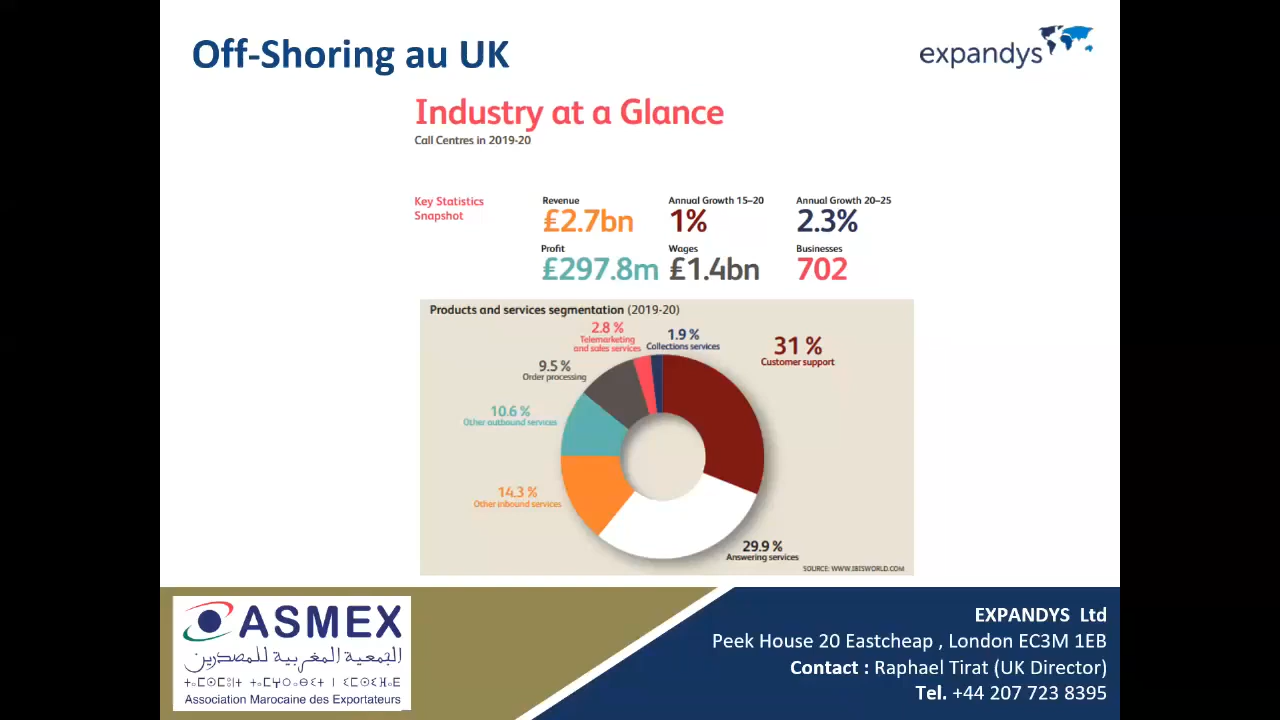 Off-Shoring au UK
expandys
Industry at a Glance
Call Centres in 2019-20
Key Statistics
Snapshot
Revenue
£2.7bn
Annual Growth 15–20
1%
Annual Growth 20–25
2.3%
Profit
£297.8m
Wages
£1.4bn
Businesses
702
Products and services segmentation (2019-20)
2.8 %
Telemarketing
and sales services
1.9 %
Collections services
31 %
Customer support
9.5 %
Order processing
10.6 %
Other outbound services
14.3 %
Other inbound services
29.9 %
Answering services
SOURCE: WWW.IBISWORLD.COM
ASMEX
الجمعية المغربية للمصدرين
Association Marocaine des Exportateurs
EXPANDYS Ltd
Peek House 20 Eastcheap , London EC3M 1EB
Contact : Raphael Tirat (UK Director)
Tel. +44 207 723 8395